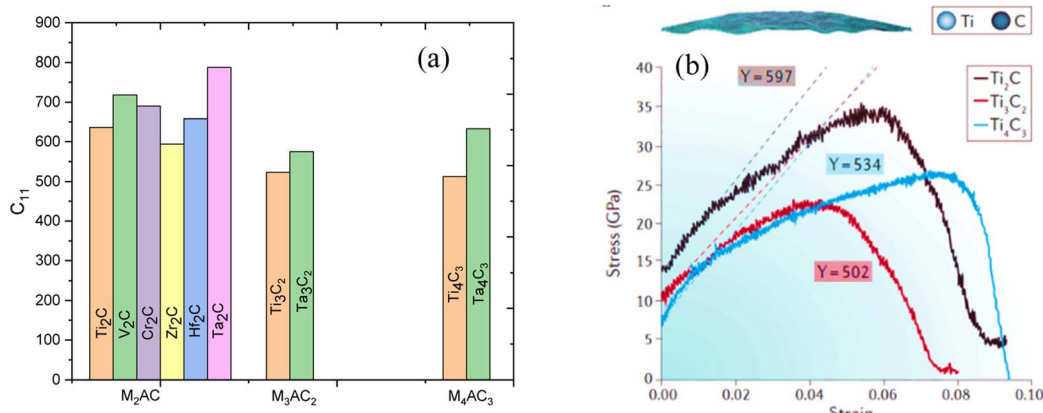 (a)
C11
900
800
700
600
500
400
300
200
100
0
Ti2C
V2C
Cr2C
Zr2C
Hf2C
Ta2C
Ti3C2
Ta3C2
Ti4C3
Ta4C3
M2AC
M3AC2
M4AC3
Ti
C
(b)
Y = 597
Ti2C
Ti3C2
Ti4C3
Y = 534
Y = 502
Stress (GPa)
40
35
30
25
20
15
10
5
0
0.00
0.02
0.04
0.06
0.08
0.10
Strain